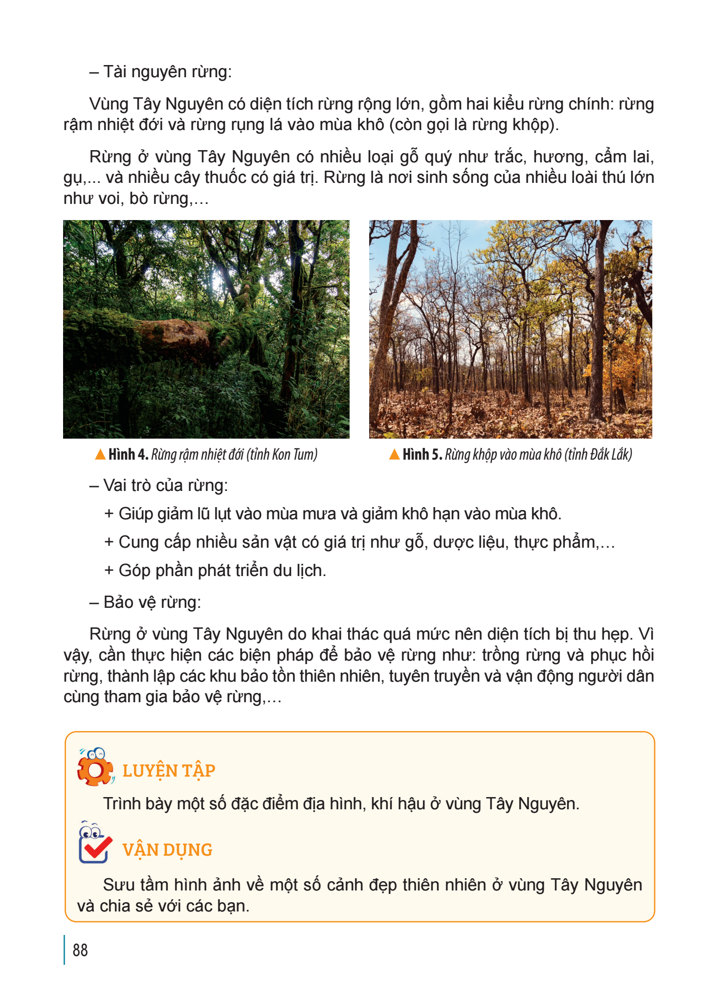 – Tài nguyên rừng:
Vùng Tây Nguyên có diện tích rừng rộng lớn, gồm hai kiểu rừng chính: rừng
rậm nhiệt đới và rừng rụng lá vào mùa khô (còn gọi là rừng khộp).
Rừng ở vùng Tây Nguyên có nhiều loại gỗ quý như trắc, hương, cẩm lai,
gụ,... và nhiều cây thuốc có giá trị. Rừng là nơi sinh sống của nhiều loài thú lớn
như voi, bò rừng,…
▲ Hình 4. Rừng rậm nhiệt đới (tỉnh Kon Tum)
▲ Hình 5. Rừng khộp vào mùa khô (tỉnh Đắk Lắk)
– Vai trò của rừng:
+ Giúp giảm lũ lụt vào mùa mưa và giảm khô hạn vào mùa khô.
+ Cung cấp nhiều sản vật có giá trị như gỗ, dược liệu, thực phẩm,…
+ Góp phần phát triển du lịch.
– Bảo vệ rừng:
Rừng ở vùng Tây Nguyên do khai thác quá mức nên diện tích bị thu hẹp. Vì
vậy, cần thực hiện các biện pháp để bảo vệ rừng như: trồng rừng và phục hồi
rừng, thành lập các khu bảo tồn thiên nhiên, tuyên truyền và vận động người dân
cùng tham gia bảo vệ rừng,…
LUYỆN TẬP
Trình bày một số đặc điểm địa hình, khí hậu ở vùng Tây Nguyên.
VẬN DỤNG
Sưu tầm hình ảnh về một số cảnh đẹp thiên nhiên ở vùng Tây Nguyên
và chia sẻ với các bạn.
88